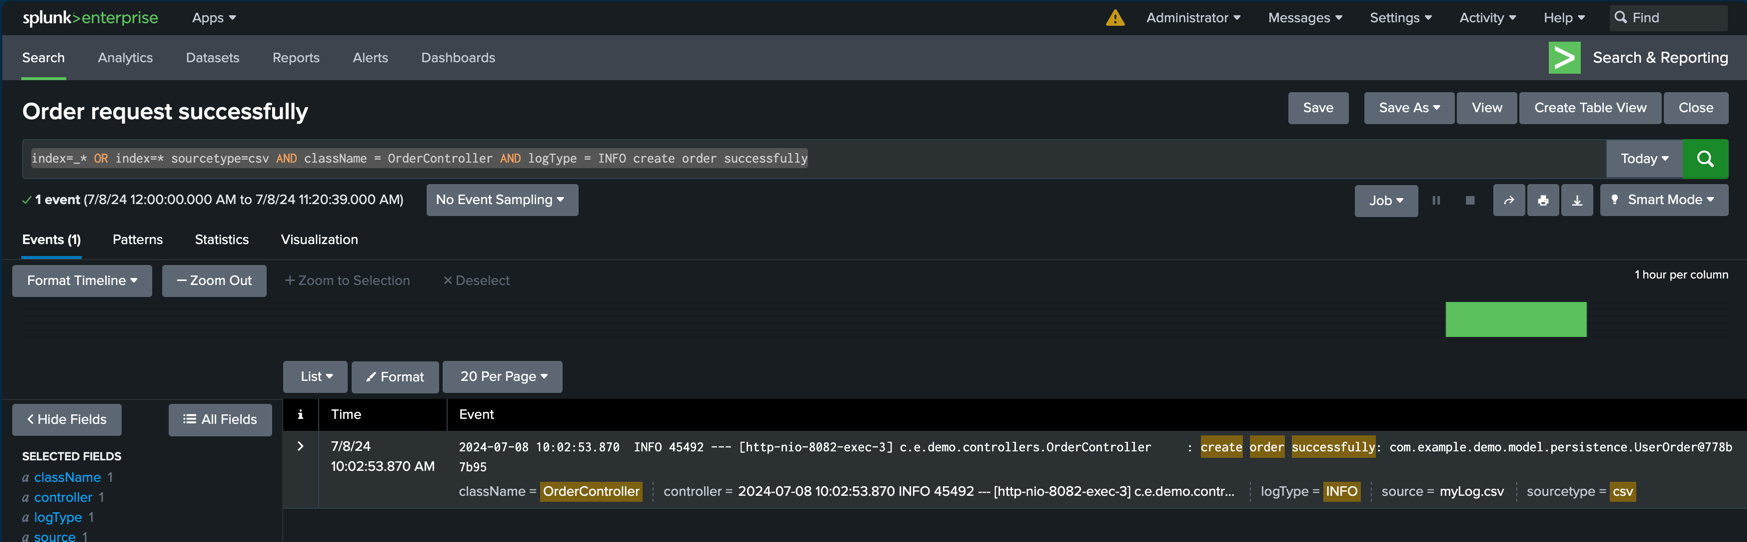 splunk>enterprise Apps Administrator Messages Settings Activity Help Find
Search Analytics Datasets Reports Alerts Dashboards Search & Reporting
Order request successfully Save Save As View Create Table View Close
index=_* OR index=* sourcetype=csv AND className = OrderController AND logType = INFO create order successfully Today
1 event (7/8/24 12:00:00.000 AM to 7/8/24 11:20:39.000 AM) No Event Sampling Job Smart Mode
Events (1) Patterns Statistics Visualization
Format Timeline — Zoom Out + Zoom to Selection × Deselect 1 hour per column
List Format 20 Per Page
< Hide Fields All Fields i Time Event
SELECTED FIELDS
a className 1
a controller 1
a logType 1
a source 1
> 7/8/24 10:02:53.870 AM
2024-07-08 10:02:53.870 INFO 45492 --- [http-nio-8082-exec-3] c.e.demo.controllers.OrderController : create order successfully: com.example.demo.model.persistence.UserOrder@778b
7b95
className = OrderController controller = 2024-07-08 10:02:53.870 INFO 45492 --- [http-nio-8082-exec-3] c.e.demo.contr... logType = INFO source = myLog.csv sourcetype = csv